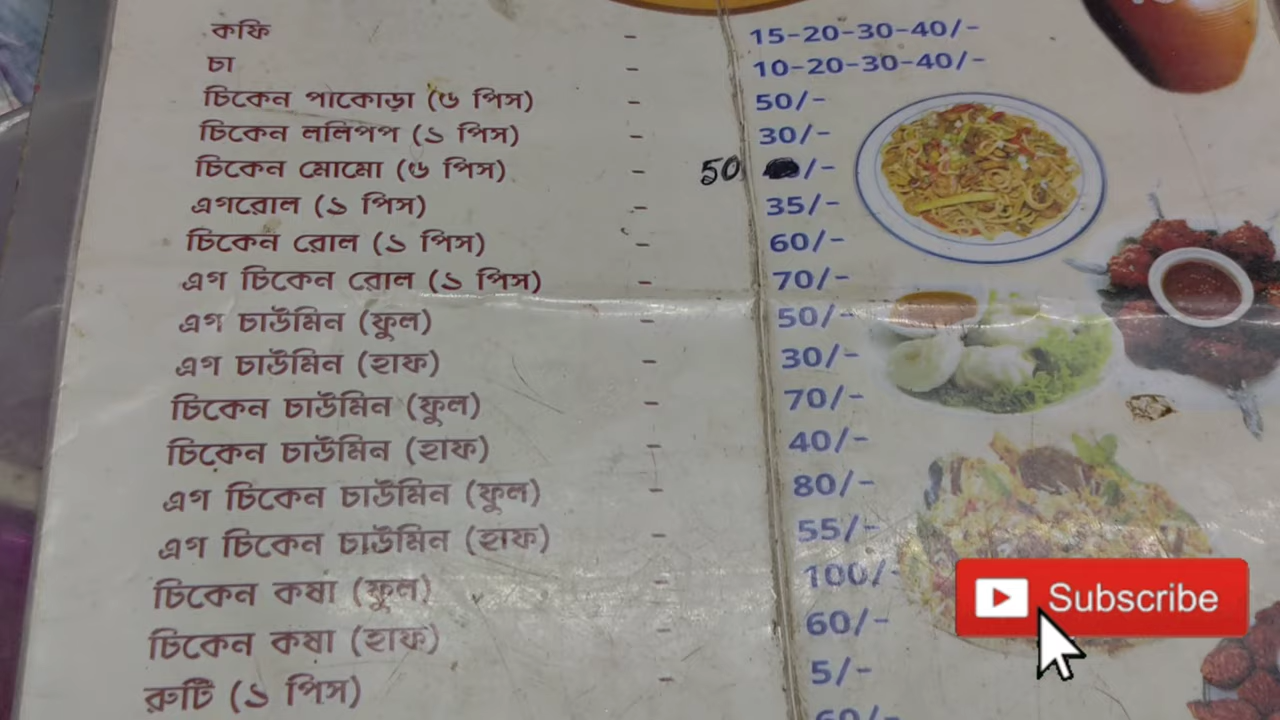 কফি - 15-20-30-40/-
চা - 10-20-30-40/-
চিকেন পাকোড়া (৬ পিস) - 50/-
চিকেন ললিপপ (১ পিস) - 30/-
চিকেন মোমো (৬ পিস) - 50 /-
এগরোল (১ পিস) - 35/-
চিকেন রোল (১ পিস) - 60/-
এগ চিকেন রোল (১ পিস) - 70/-
এগ চাউমিন (ফুল) - 50/-
এগ চাউমিন (হাফ) - 30/-
চিকেন চাউমিন (ফুল) - 70/-
চিকেন চাউমিন (হাফ) - 40/-
এগ চিকেন চাউমিন (ফুল) - 80/-
এগ চিকেন চাউমিন (হাফ) - 55/-
চিকেন কষা (ফুল) - 100/-
চিকেন কষা (হাফ) - 60/-
রুটি (১ পিস) - 5/-
60/-
Subscribe